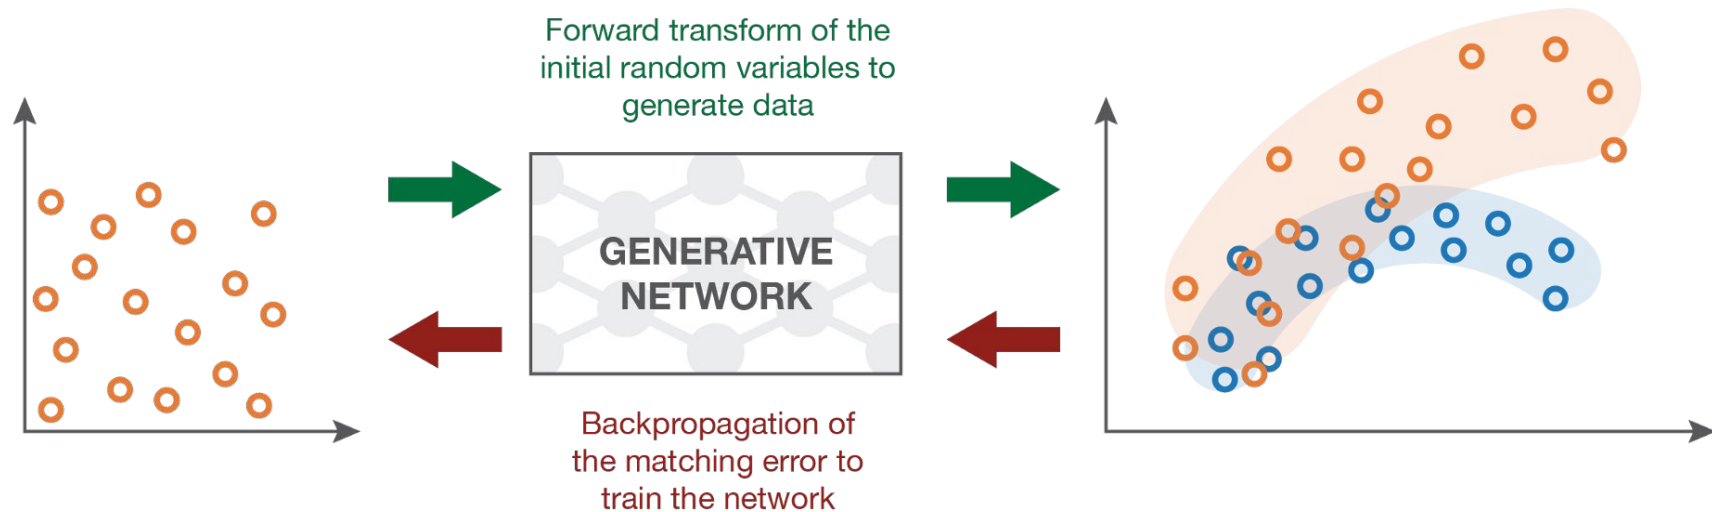 Forward transform of the
initial random variables to
generate data
GENERATIVE
NETWORK
Backpropagation of
the matching error to
train the network